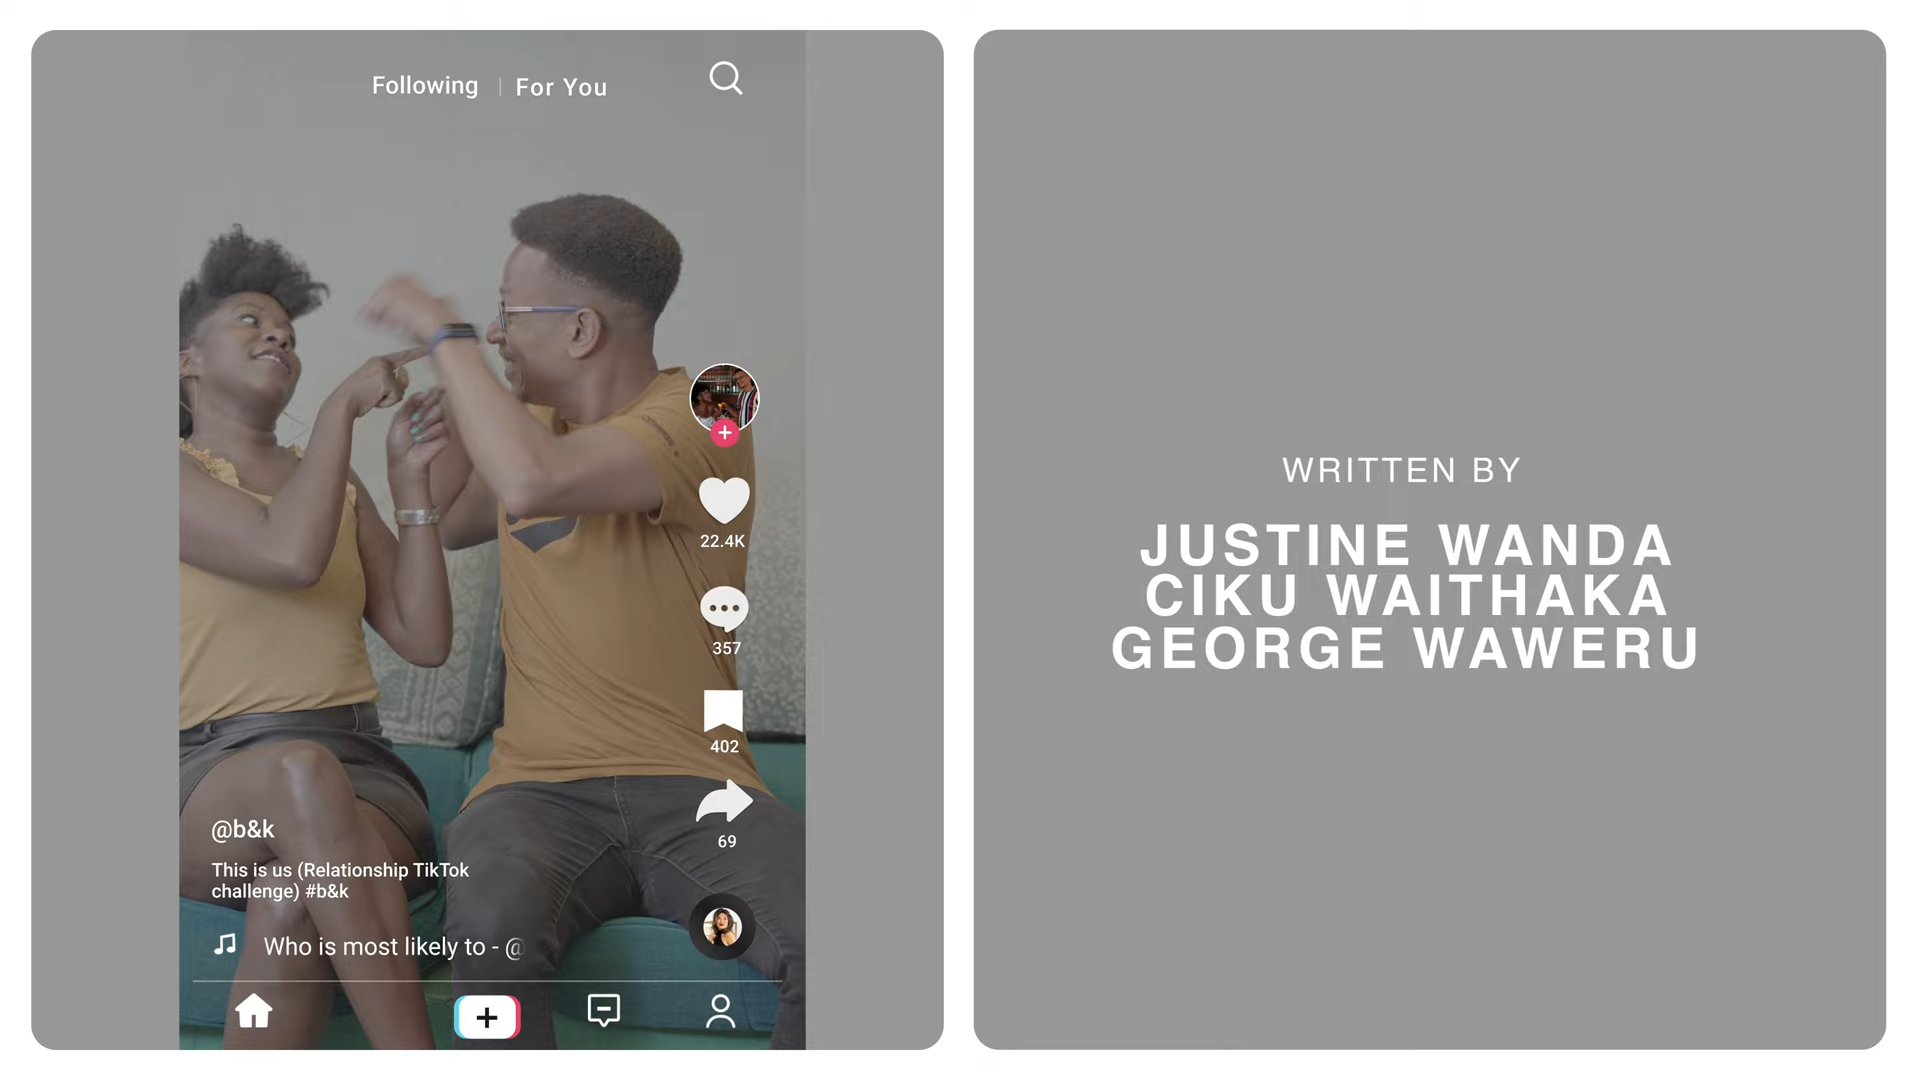 Following | For You
22.4K
357
402
69
@b&k
This is us (Relationship TikTok
challenge) #b&k
Who is most likely to - @
WRITTEN BY
JUSTINE WANDA
CIKU WAITHAKA
GEORGE WAWERU